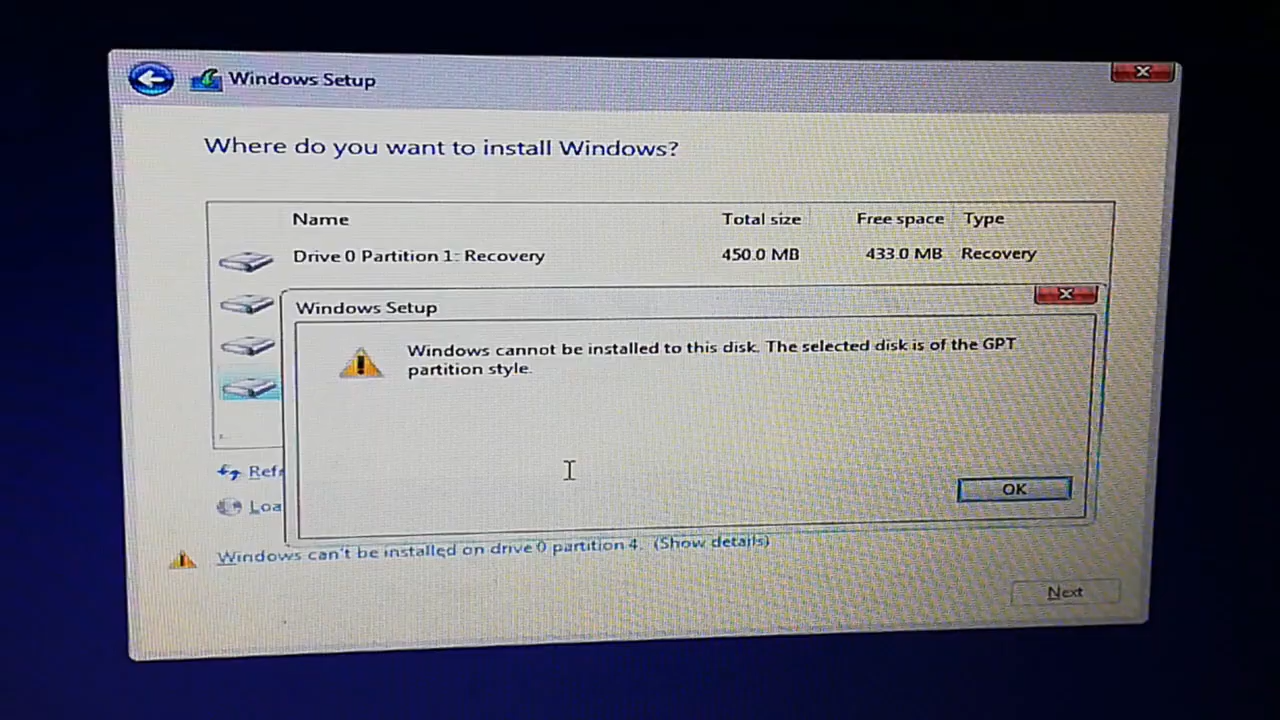 Windows Setup
Where do you want to install Windows?
Name Total size Free space Type
Drive 0 Partition 1: Recovery 450.0 MB 433.0 MB Recovery
Windows Setup
Windows cannot be installed to this disk. The selected disk is of the GPT
partition style.
Refr
OK
Loa
Windows can't be installed on drive 0 partition 4. (Show details)
Next